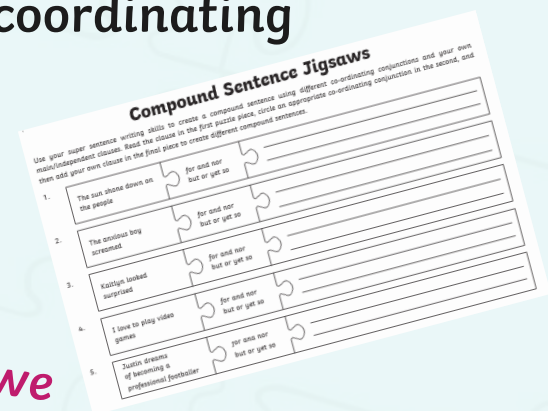 coordinating
Compound Sentence Jigsaws
Use your super sentence writing skills to create a compound sentence using different co-ordinating conjunctions and your own
main/independent clauses. Read the clause in the first puzzle piece, circle an appropriate co-ordinating conjunction in the second, and
then add your own clause in the final piece to create different compound sentences.
1.
The sun shone down on
the people
for and nor
but or yet so
2.
The anxious boy
screamed
for and nor
but or yet so
3.
Kaitlyn looked
surprised
for and nor
but or yet so
4.
I love to play video
games
for and nor
but or yet so
5.
Justin dreams
of becoming a
professional footballer
for and nor
but or yet so
we